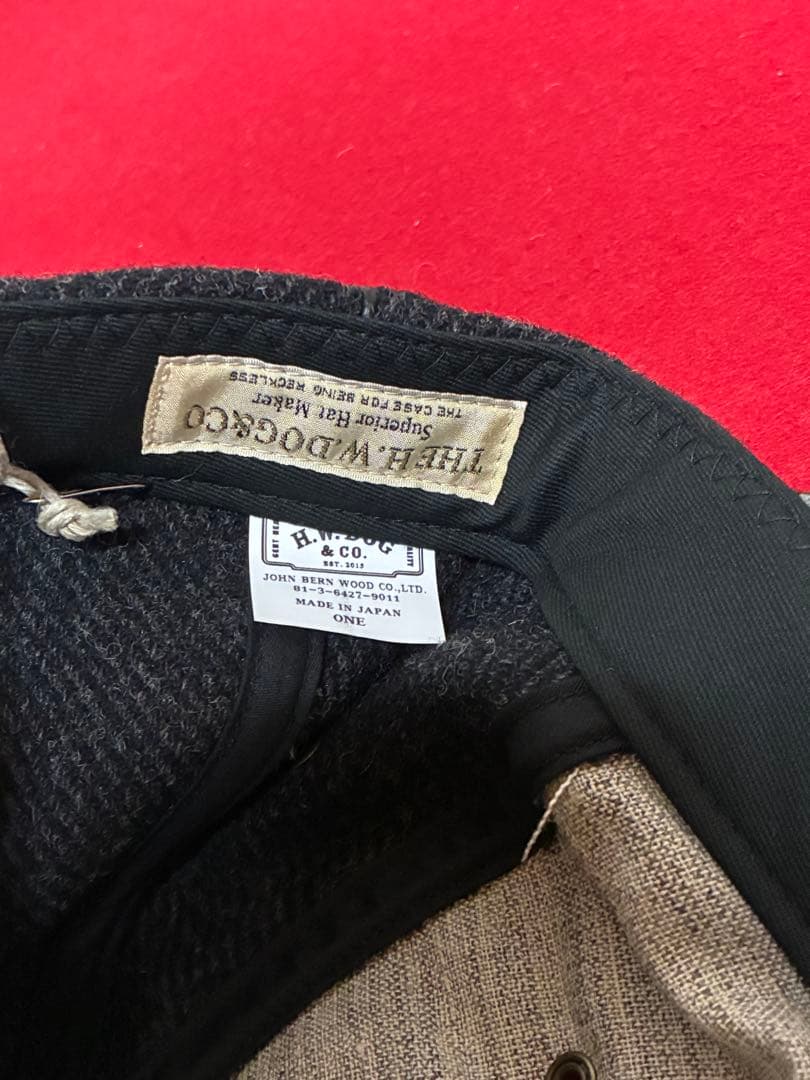 THE H.W.DOG&CO
Superior Hat Maker
THE CASE FOR BEING RECKLESS
H.W.DOG
& CO.
EST. 2015
JOHN BERN WOOD CO.,LTD.
81-3-6427-9011
MADE IN JAPAN
ONE